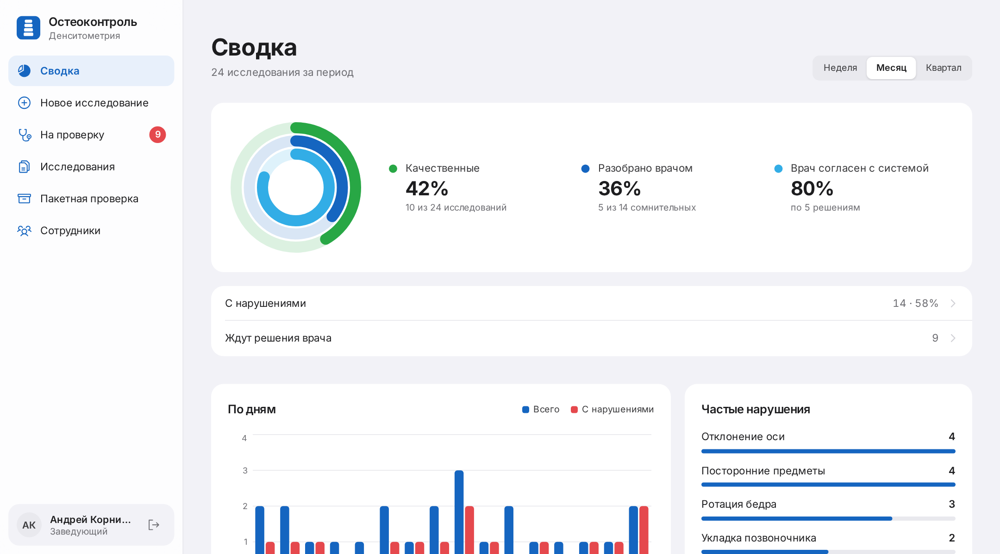 Остеоконтроль
Денситометрия
Сводка
Новое исследование
На проверку
9
Исследования
Пакетная проверка
Сотрудники
АК
Андрей Корни...
Заведующий
Сводка
24 исследования за период
Неделя
Месяц
Квартал
Качественные
42%
10 из 24 исследований
Разобрано врачом
36%
5 из 14 сомнительных
Врач согласен с системой
80%
по 5 решениям
С нарушениями
14 · 58%
Ждут решения врача
9
По дням
Всего
С нарушениями
4
3
2
1
Частые нарушения
Отклонение оси
4
Посторонние предметы
4
Ротация бедра
3
Укладка позвоночника
2